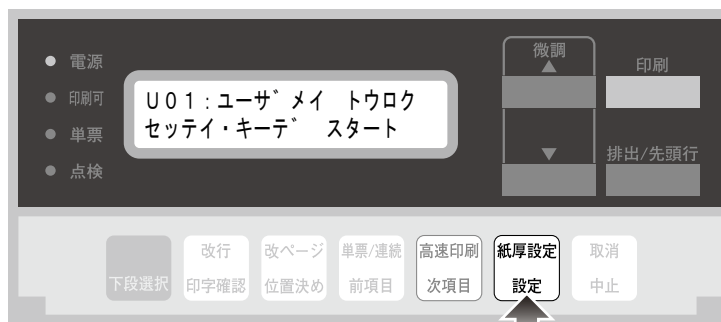 電源
印刷可
単票
点検
U01:ユーザ゛メイ トウロク
セッテイ・キーデ゛ スタート
微調
▲
▼
印刷
排出/先頭行
下段選択
改行
印字確認
改ページ
位置決め
単票/連続
前項目
高速印刷
次項目
紙厚設定
設定
取消
中止